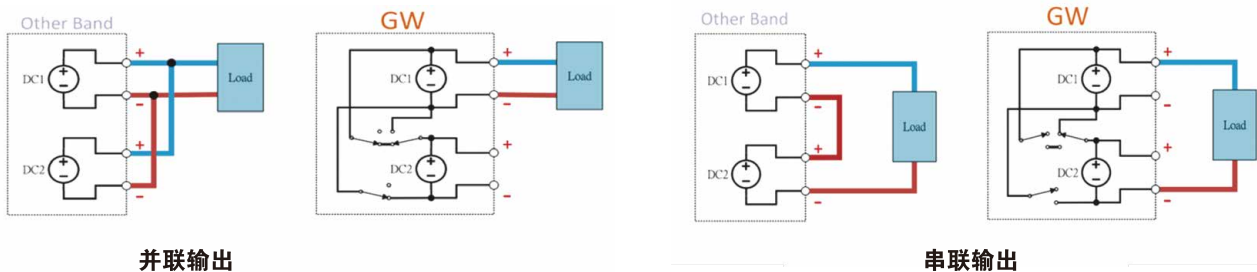 Other Band
GW
Other Band
GW
DC1
+
-
DC2
+
-
Load
DC1
+
-
DC2
+
-
Load
DC1
+
-
DC2
+
-
Load
DC1
+
-
DC2
+
-
Load
并联输出
串联输出